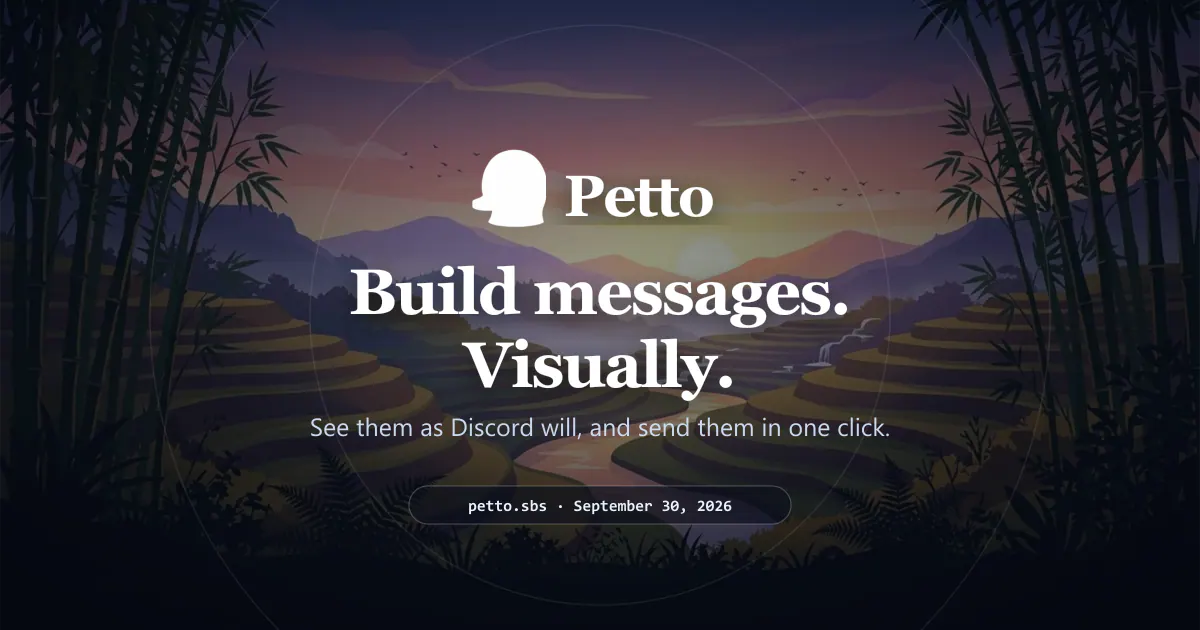 Petto
Build messages.
Visually.
See them as Discord will, and send them in one click.
petto.sbs · September 30, 2026